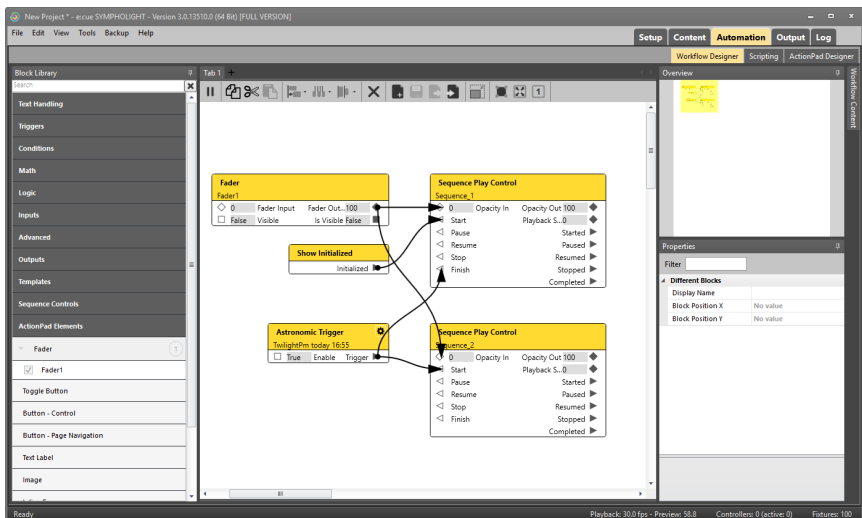 New Project * - e:cue SYMPHOLIGHT - Version 3.0.13510.0 (64 Bit) [FULL VERSION]
File Edit View Tools Backup Help
Setup Content Automation Output Log
Workflow Designer Scripting ActionPad Designer
Block Library
Search
Text Handling
Triggers
Conditions
Math
Logic
Inputs
Advanced
Outputs
Templates
Sequence Controls
ActionPad Elements
Fader 1
Fader1
Toggle Button
Button - Control
Button - Page Navigation
Text Label
Image
Tab 1 +
1
Fader
Fader1
0 Fader Input Fader Out... 100
False Visible Is Visible False
Show Initialized
Initialized
Astronomic Trigger
TwilightPm today 16:55
True Enable Trigger
Sequence Play Control
Sequence_1
0 Opacity In Opacity Out 100
Start Playback S... 0
Pause Started
Resume Paused
Stop Resumed
Finish Stopped
Completed
Sequence Play Control
Sequence_2
0 Opacity In Opacity Out 100
Start Playback S... 0
Pause Started
Resume Paused
Stop Resumed
Finish Stopped
Completed
Overview
Workflow Content
Properties
Filter
Different Blocks
Display Name
Block Position X No value
Block Position Y No value
Ready
Playback: 30.0 fps - Preview: 58.8 Controllers: 0 (active: 0) Fixtures: 100